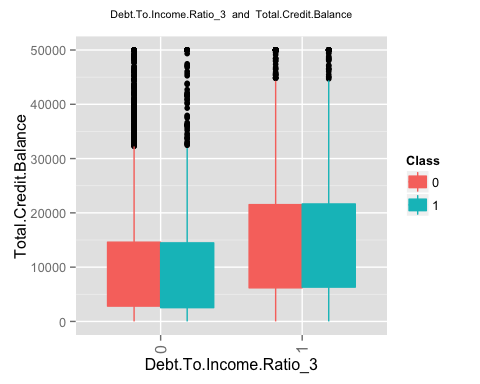 Debt.To.Income.Ratio_3 and Total.Credit.Balance
50000
40000
30000
20000
10000
0
Total.Credit.Balance
0
1
Debt.To.Income.Ratio_3
Class
0
1